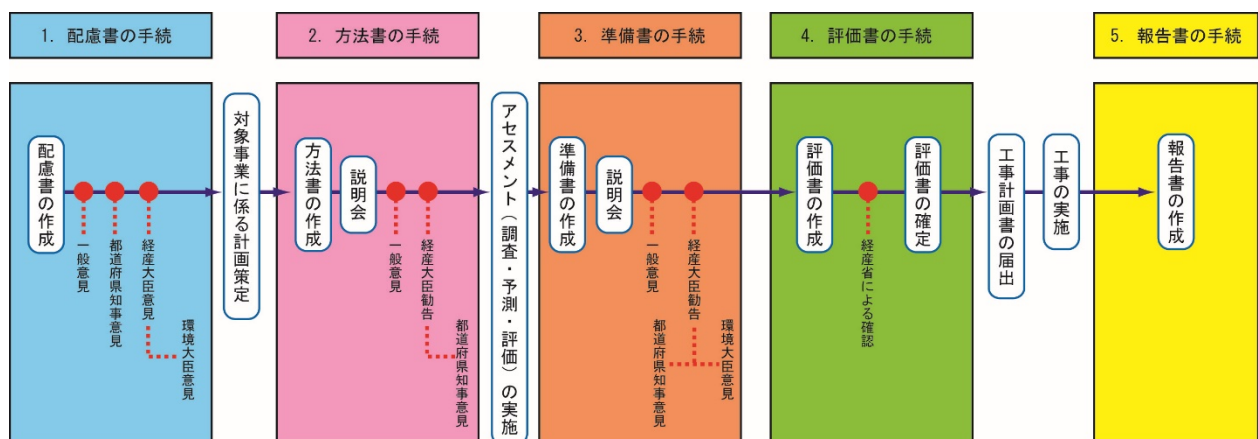 1. 配慮書の手続
2. 方法書の手続
3. 準備書の手続
4. 評価書の手続
5. 報告書の手続
配慮書の作成
一般意見
都道府県知事意見
経産大臣意見
環境大臣意見
対象事業に係る計画策定
方法書の作成
説明会
一般意見
経産大臣勧告
都道府県知事意見
アセスメント（調査・予測・評価）の実施
準備書の作成
説明会
一般意見
経産大臣勧告
都道府県知事意見
環境大臣意見
評価書の作成
経産省による確認
評価書の確定
工事計画書の届出
工事の実施
報告書の作成